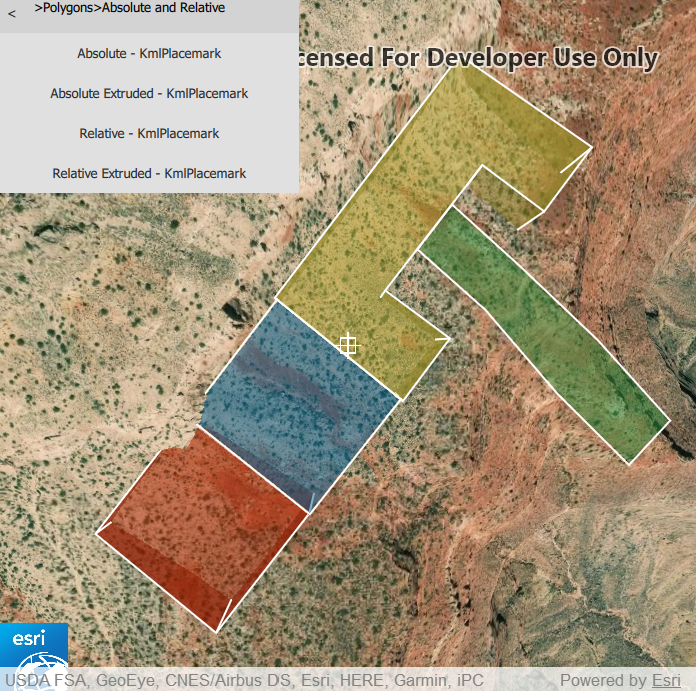 <
>Polygons>Absolute and Relative
Absolute - KmlPlacemark
Absolute Extruded - KmlPlacemark
Relative - KmlPlacemark
Relative Extruded - KmlPlacemark
censed For Developer Use Only
esri
USDA FSA, GeoEye, CNES/Airbus DS, Esri, HERE, Garmin, iPC
Powered by Esri